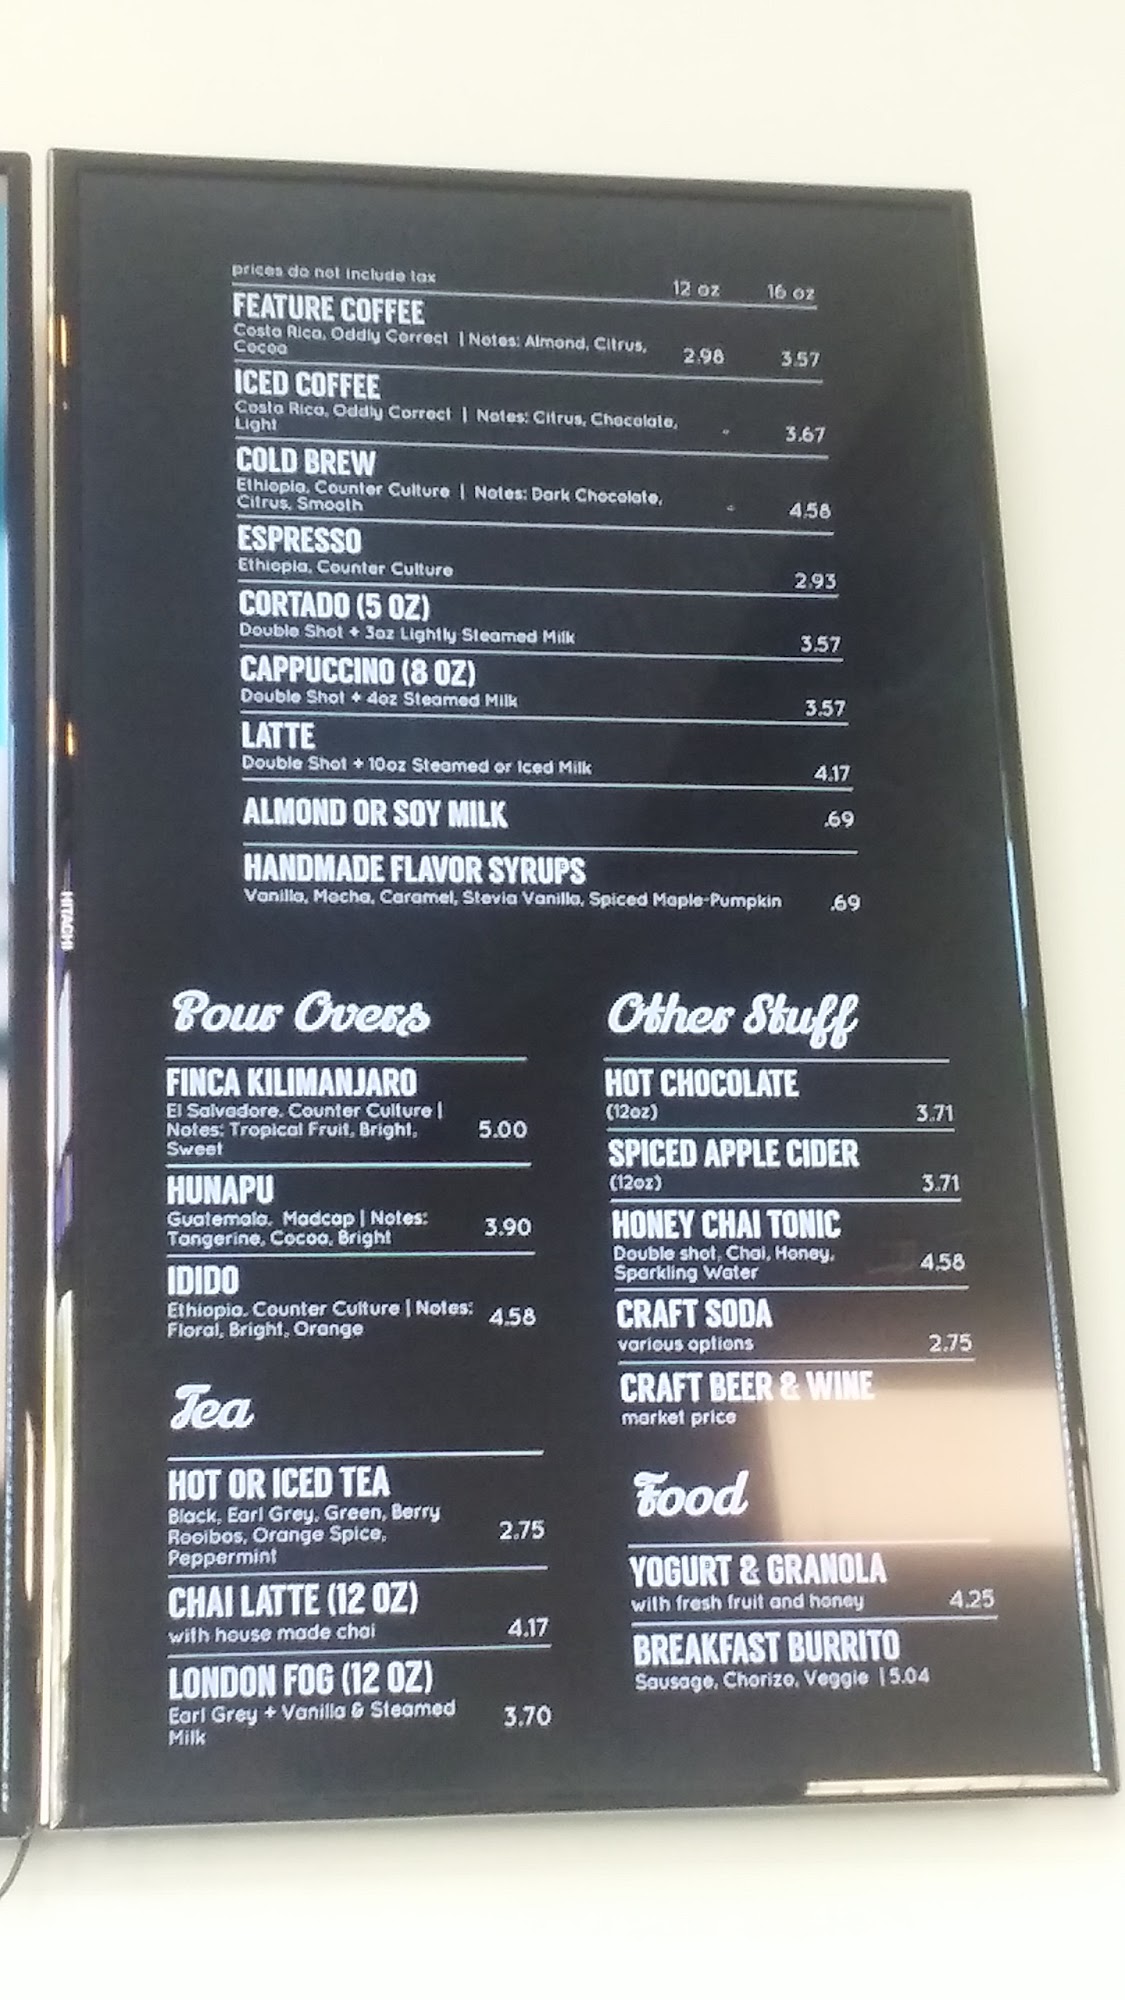 prices do not include tax
12 oz 16 oz
FEATURE COFFEE
Costa Rica, Oddly Correct | Notes: Almond, Citrus,
Cocoa 2.98 3.57
ICED COFFEE
Costa Rica, Oddly Correct | Notes: Citrus, Chocolate,
Light - 3.67
COLD BREW
Ethiopia, Counter Culture | Notes: Dark Chocolate,
Citrus, Smooth - 4.58
ESPRESSO
Ethiopia, Counter Culture 2.93
CORTADO (5 OZ)
Double Shot + 3oz Lightly Steamed Milk 3.57
CAPPUCCINO (8 OZ)
Double Shot + 4oz Steamed Milk 3.57
LATTE
Double Shot + 10oz Steamed or Iced Milk 4.17
ALMOND OR SOY MILK .69
HANDMADE FLAVOR SYRUPS
Vanilla, Mocha, Caramel, Stevia Vanilla, Spiced Maple-Pumpkin .69
HITACHI
Pour Overs
FINCA KILIMANJARO
El Salvadore, Counter Culture |
Notes: Tropical Fruit, Bright, 5.00
Sweet
HUNAPU
Guatemala, Madcap | Notes: 3.90
Tangerine, Cocoa, Bright
IDIDO
Ethiopia, Counter Culture | Notes: 4.58
Floral, Bright, Orange
Tea
HOT OR ICED TEA
Black, Earl Grey, Green, Berry
Rooibos, Orange Spice, 2.75
Peppermint
CHAI LATTE (12 OZ)
with house made chai 4.17
LONDON FOG (12 OZ)
Earl Grey + Vanilla & Steamed 3.70
Milk
Other Stuff
HOT CHOCOLATE
(12oz) 3.71
SPICED APPLE CIDER
(12oz) 3.71
HONEY CHAI TONIC
Double shot, Chai, Honey, 4.58
Sparkling Water
CRAFT SODA
various options 2.75
CRAFT BEER & WINE
market price
Food
YOGURT & GRANOLA
with fresh fruit and honey 4.25
BREAKFAST BURRITO
Sausage, Chorizo, Veggie | 5.04